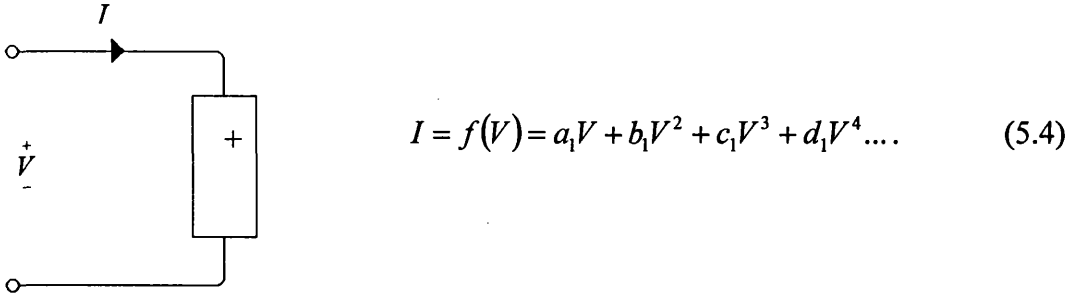 I
+
V
-
+
I = f(V) = a₁V + b₁V² + c₁V³ + d₁V⁴.... (5.4)